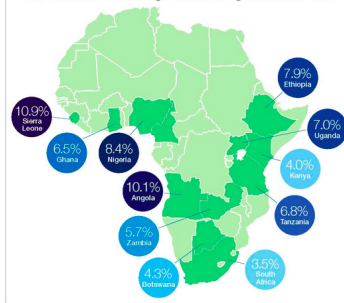 7.9%
Ethiopia
10.9%
Sierra
Leone
7.0%
Uganda
6.5%
Ghana
8.4%
Nigeria
4.0%
Kenya
10.1%
Angola
6.8%
Tanzania
5.7%
Zambia
4.3%
Botswana
3.5%
South
Africa